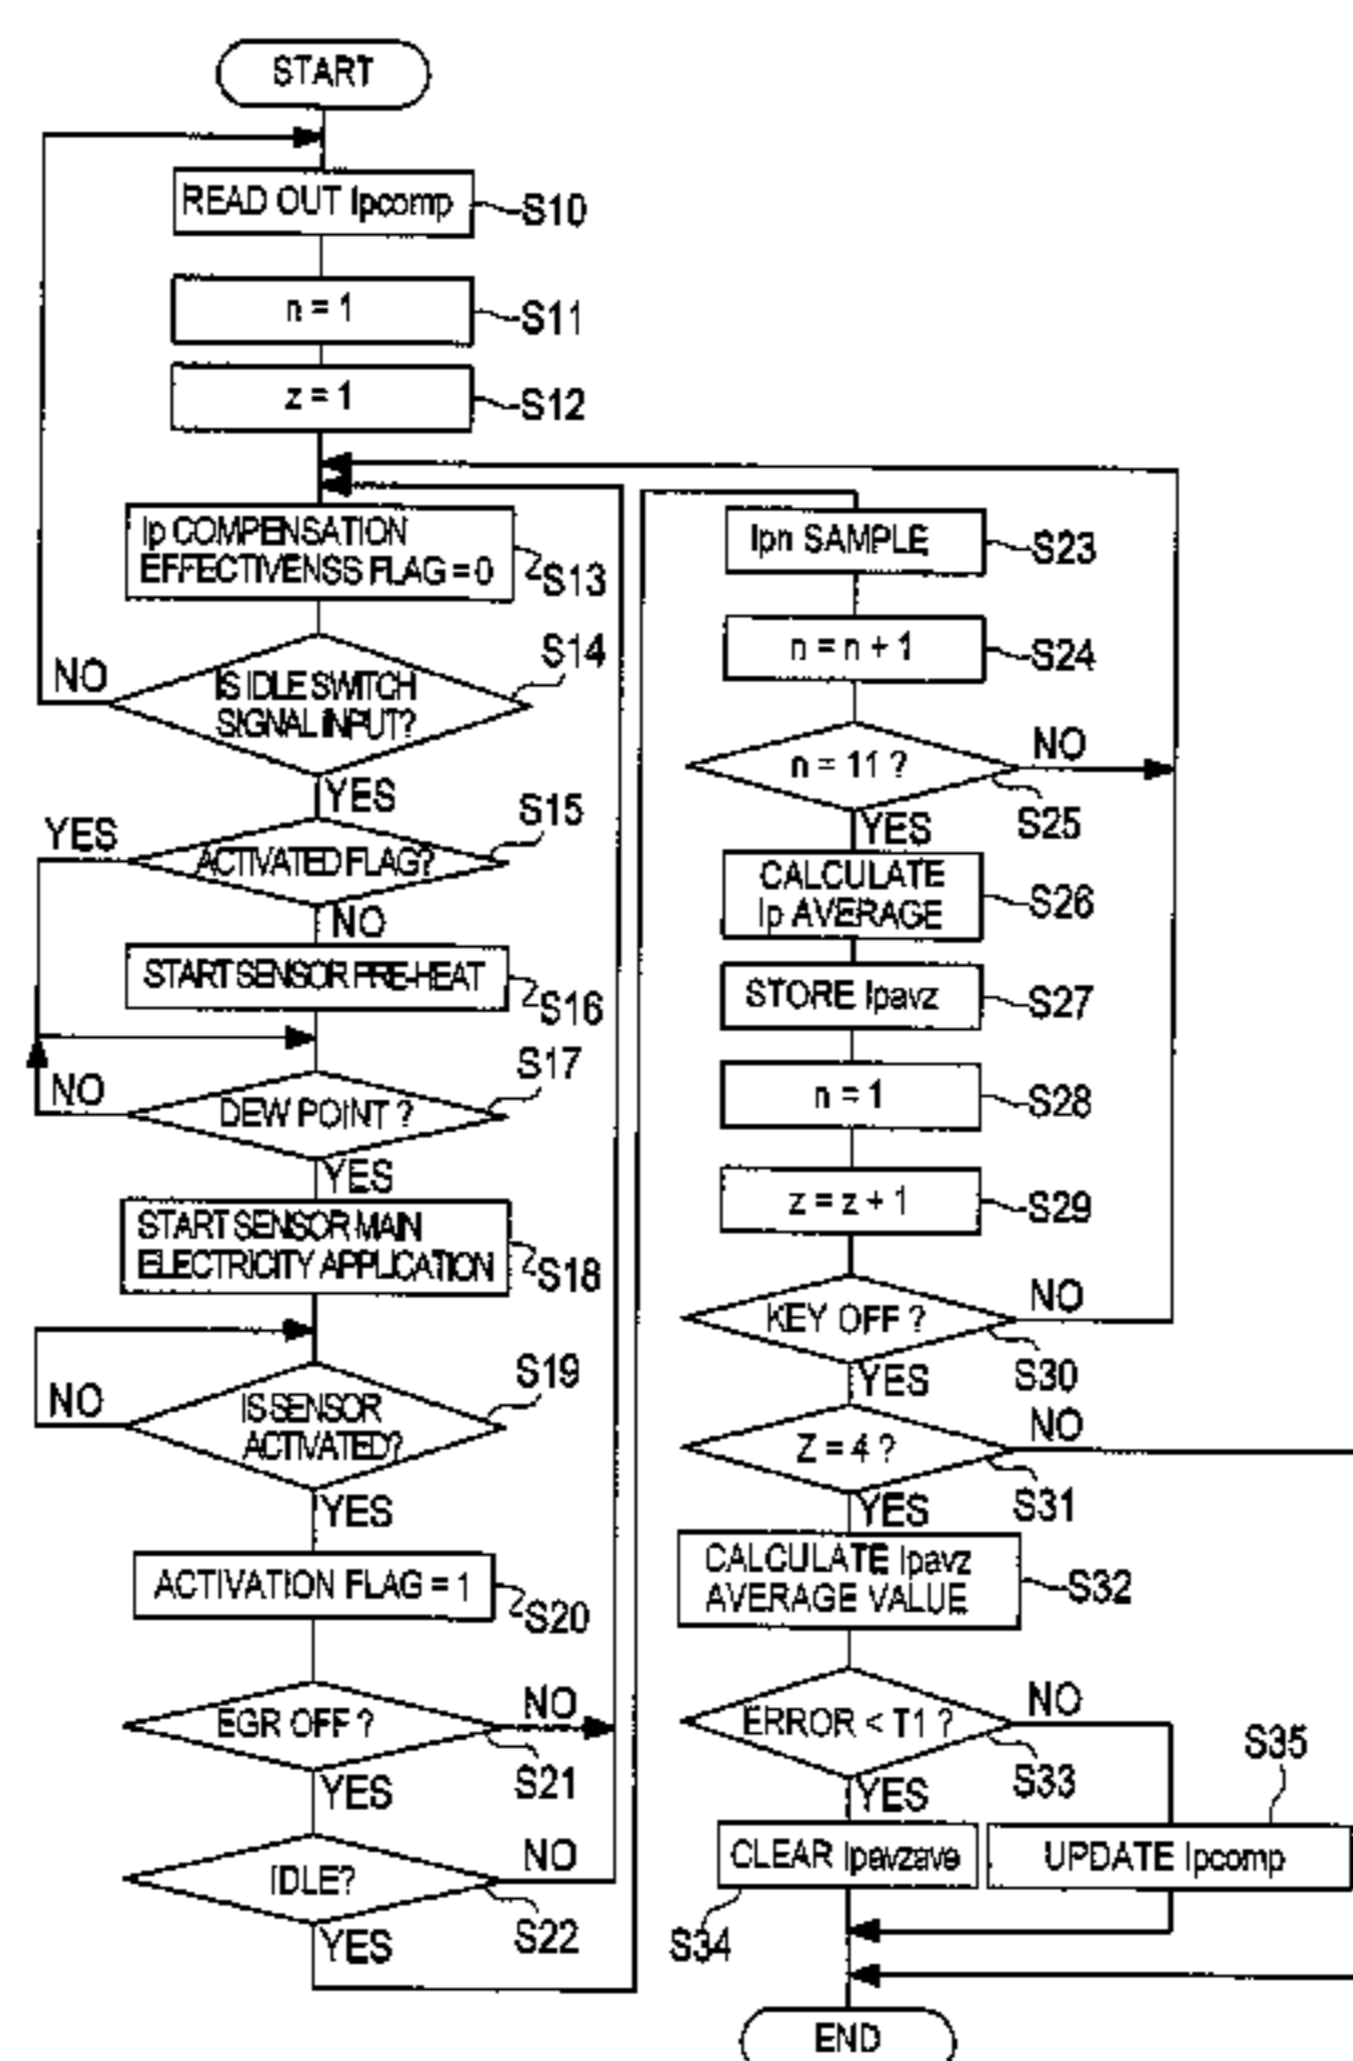 START
READ OUT Ipcomp
S10
n = 1
S11
z = 1
S12
Ip COMPENSATION
EFFECTIVENSS FLAG = 0
S13
IS IDLE SWITCH
SIGNAL INPUT?
S14
NO
YES
ACTIVATED FLAG?
S15
YES
NO
START SENSOR PRE-HEAT
S16
DEW POINT ?
S17
NO
YES
START SENSOR MAIN
ELECTRICITY APPLICATION
S18
IS SENSOR
ACTIVATED?
S19
NO
YES
ACTIVATION FLAG = 1
S20
EGR OFF ?
NO
S21
YES
IDLE?
NO
S22
YES
Ipn SAMPLE
S23
n = n + 1
S24
n = 11 ?
NO
S25
YES
CALCULATE
Ip AVERAGE
S26
STORE Ipavz
S27
n = 1
S28
z = z + 1
S29
KEY OFF ?
NO
S30
YES
Z = 4 ?
NO
S31
YES
CALCULATE Ipavz
AVERAGE VALUE
S32
ERROR < T1 ?
NO
S33
YES
CLEAR Ipavzave
S34
S35
UPDATE Ipcomp
END